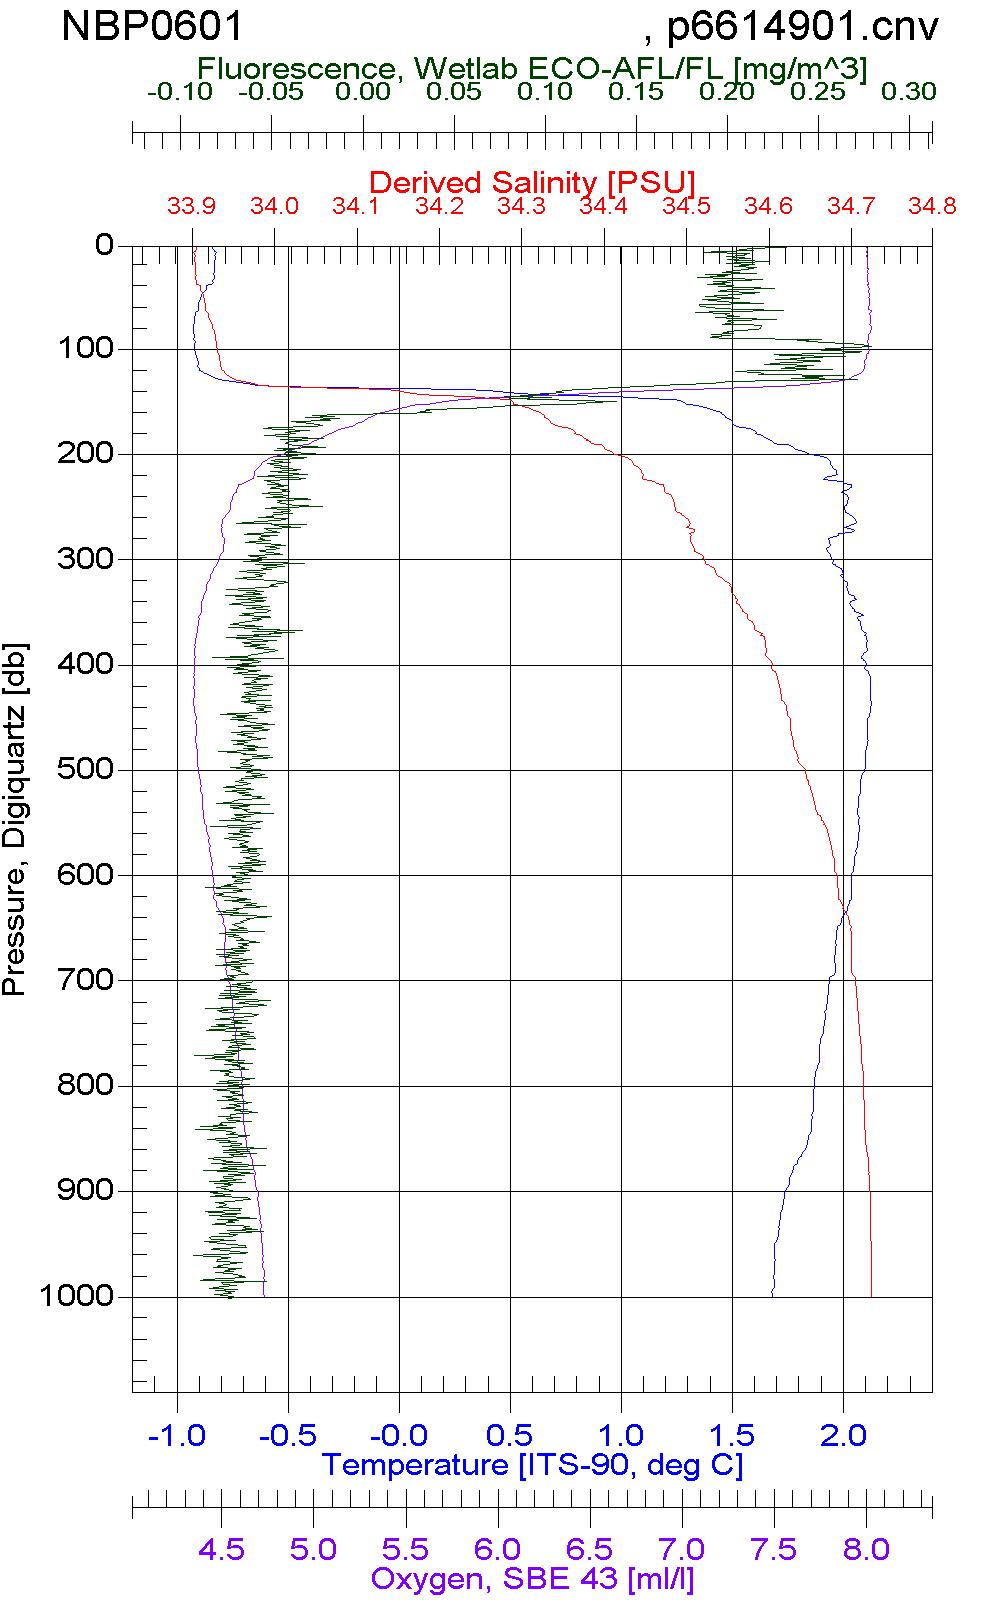 NBP0601 , p6614901.cnv
Fluorescence, Wetlab ECO-AFL/FL [mg/m^3]
-0.10 -0.05 0.00 0.05 0.10 0.15 0.20 0.25 0.30
Derived Salinity [PSU]
33.9 34.0 34.1 34.2 34.3 34.4 34.5 34.6 34.7 34.8
0
100
200
300
400
500
600
700
800
900
1000
Pressure, Digiquartz [db]
-1.0 -0.5 -0.0 0.5 1.0 1.5 2.0
Temperature [ITS-90, deg C]
4.5 5.0 5.5 6.0 6.5 7.0 7.5 8.0
Oxygen, SBE 43 [ml/l]